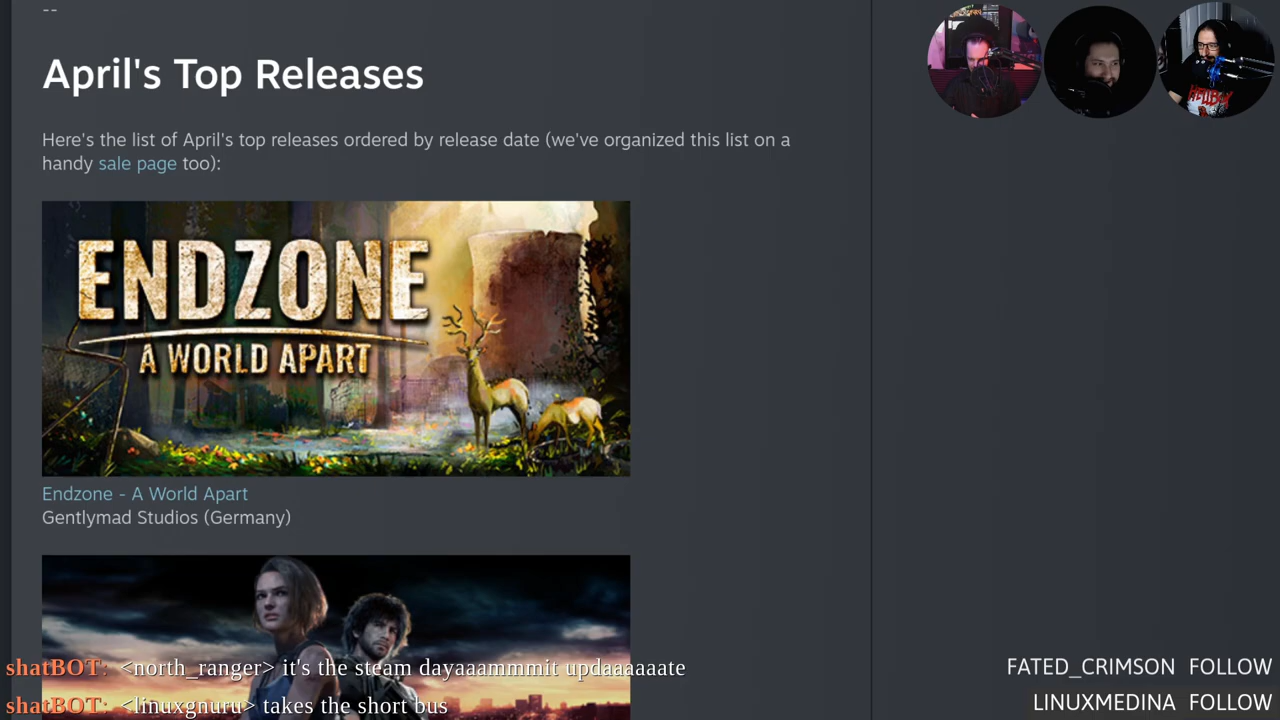 --
April's Top Releases
Here's the list of April's top releases ordered by release date (we've organized this list on a
handy sale page too):
ENDZONE
A WORLD APART
Endzone - A World Apart
Gentlymad Studios (Germany)
HELLBOY
shatBOT: <north_ranger> it's the steam dayaaammmit updaaaaaate
shatBOT: <linuxgnuru> takes the short bus
FATED_CRIMSON FOLLOW
LINUXMEDINA FOLLOW